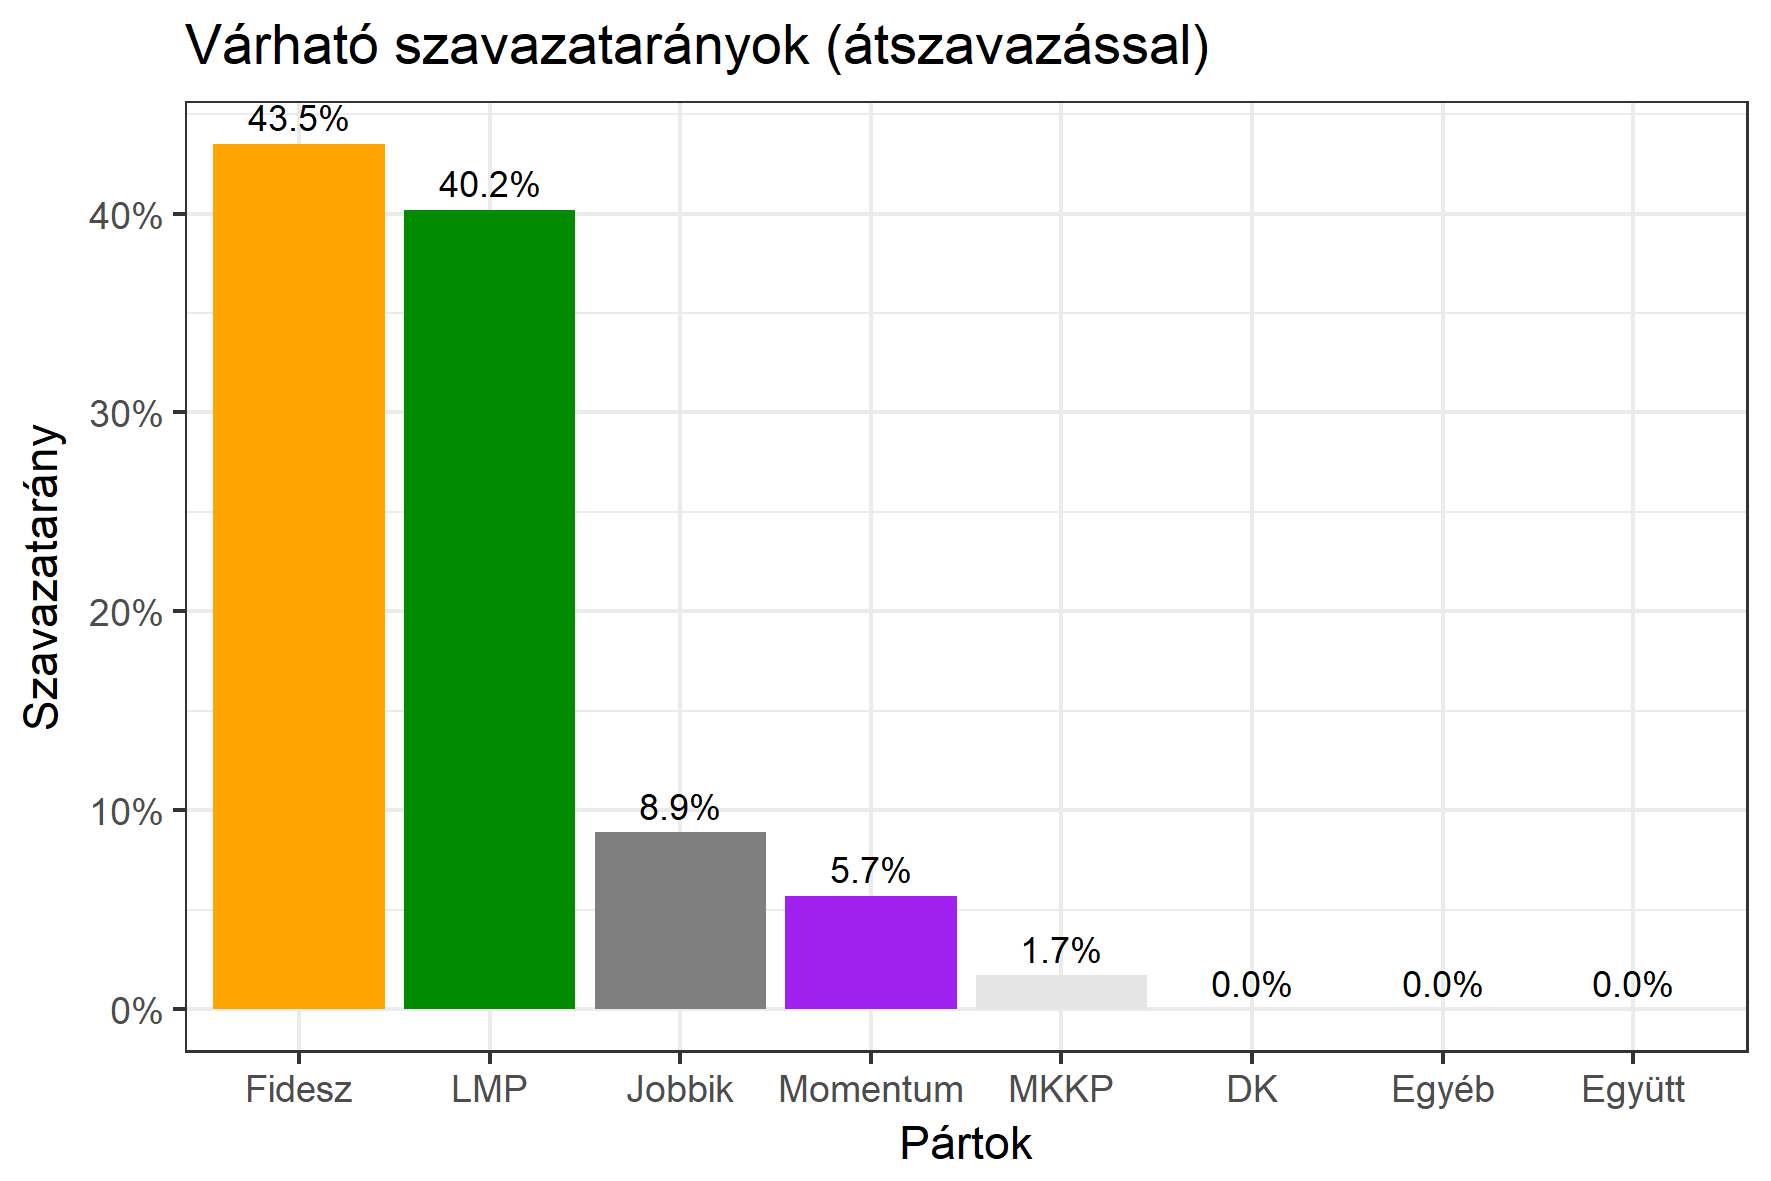 Várható szavazatarányok (átszavazással)
43.5%
40.2%
8.9%
5.7%
1.7%
0.0%
0.0%
0.0%
40%
30%
20%
10%
0%
Szavazatarány
Fidesz
LMP
Jobbik
Momentum
MKKP
DK
Egyéb
Együtt
Pártok